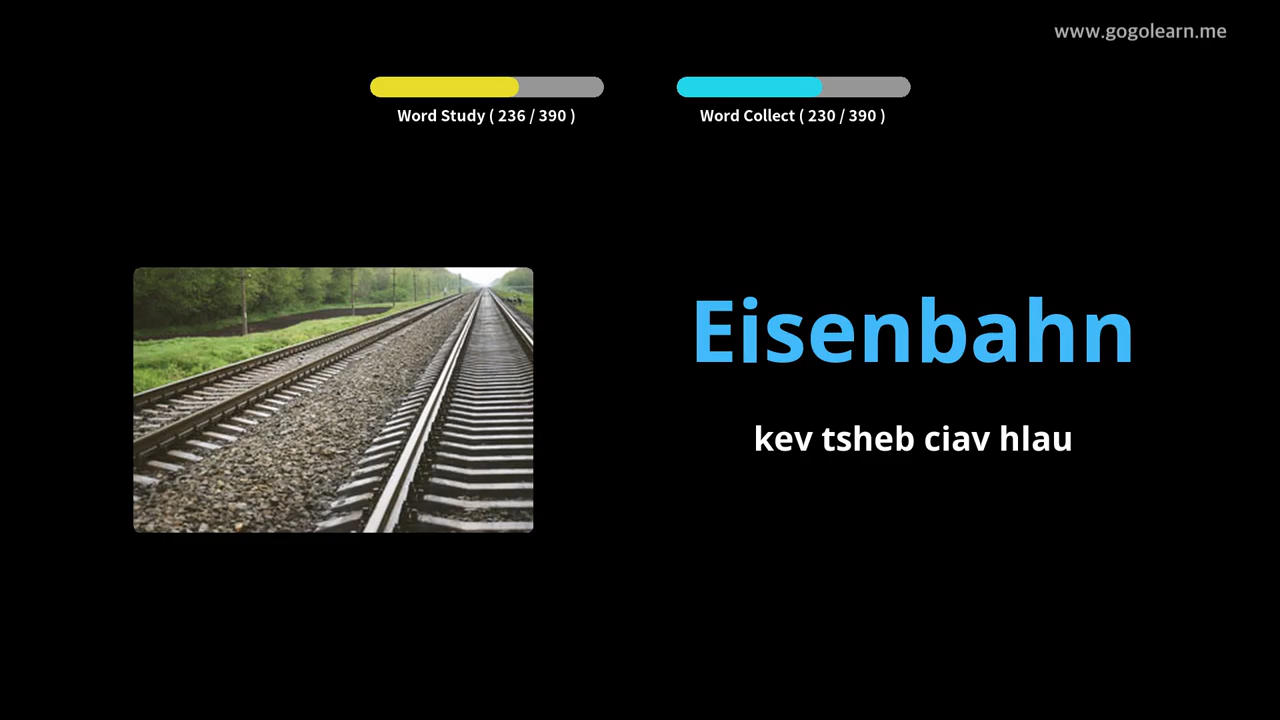 www.gogolearn.me
Word Study ( 236 / 390 )
Word Collect ( 230 / 390 )
Eisenbahn
kev tsheb ciav hlau